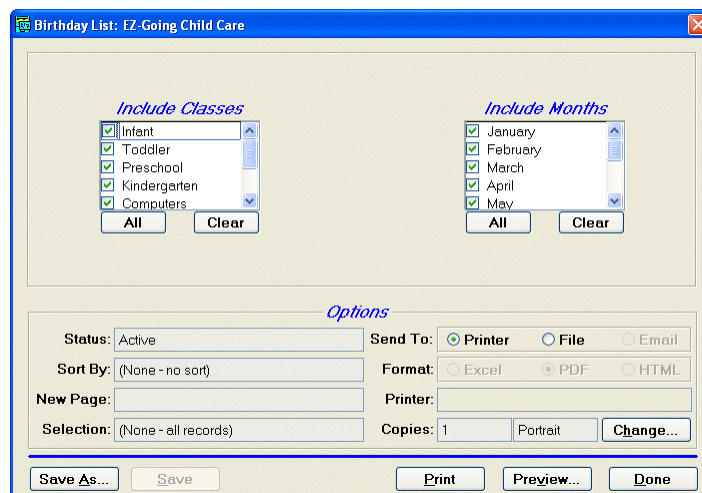 Birthday List: EZ-Going Child Care
Include Classes
Infant
Toddler
Preschool
Kindergarten
Computers
All Clear
Include Months
January
February
March
April
May
All Clear
Options
Status: Active
Sort By: (None - no sort)
New Page:
Selection: (None - all records)
Send To: Printer File Email
Format: Excel PDF HTML
Printer:
Copies: 1 Portrait Change...
Save As... Save Print Preview... Done